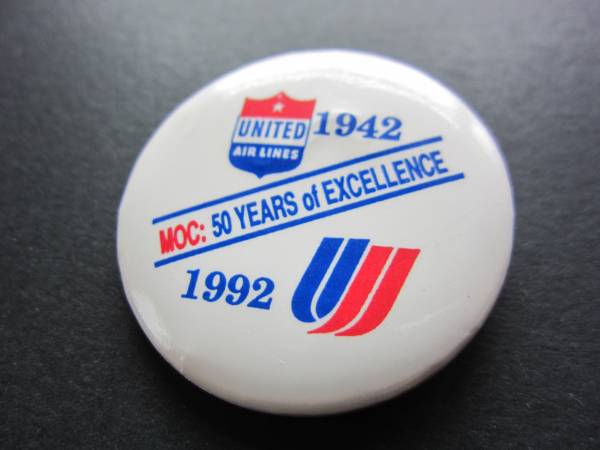 UNITED
AIR LINES
1942
MOC: 50 YEARS of EXCELLENCE
1992